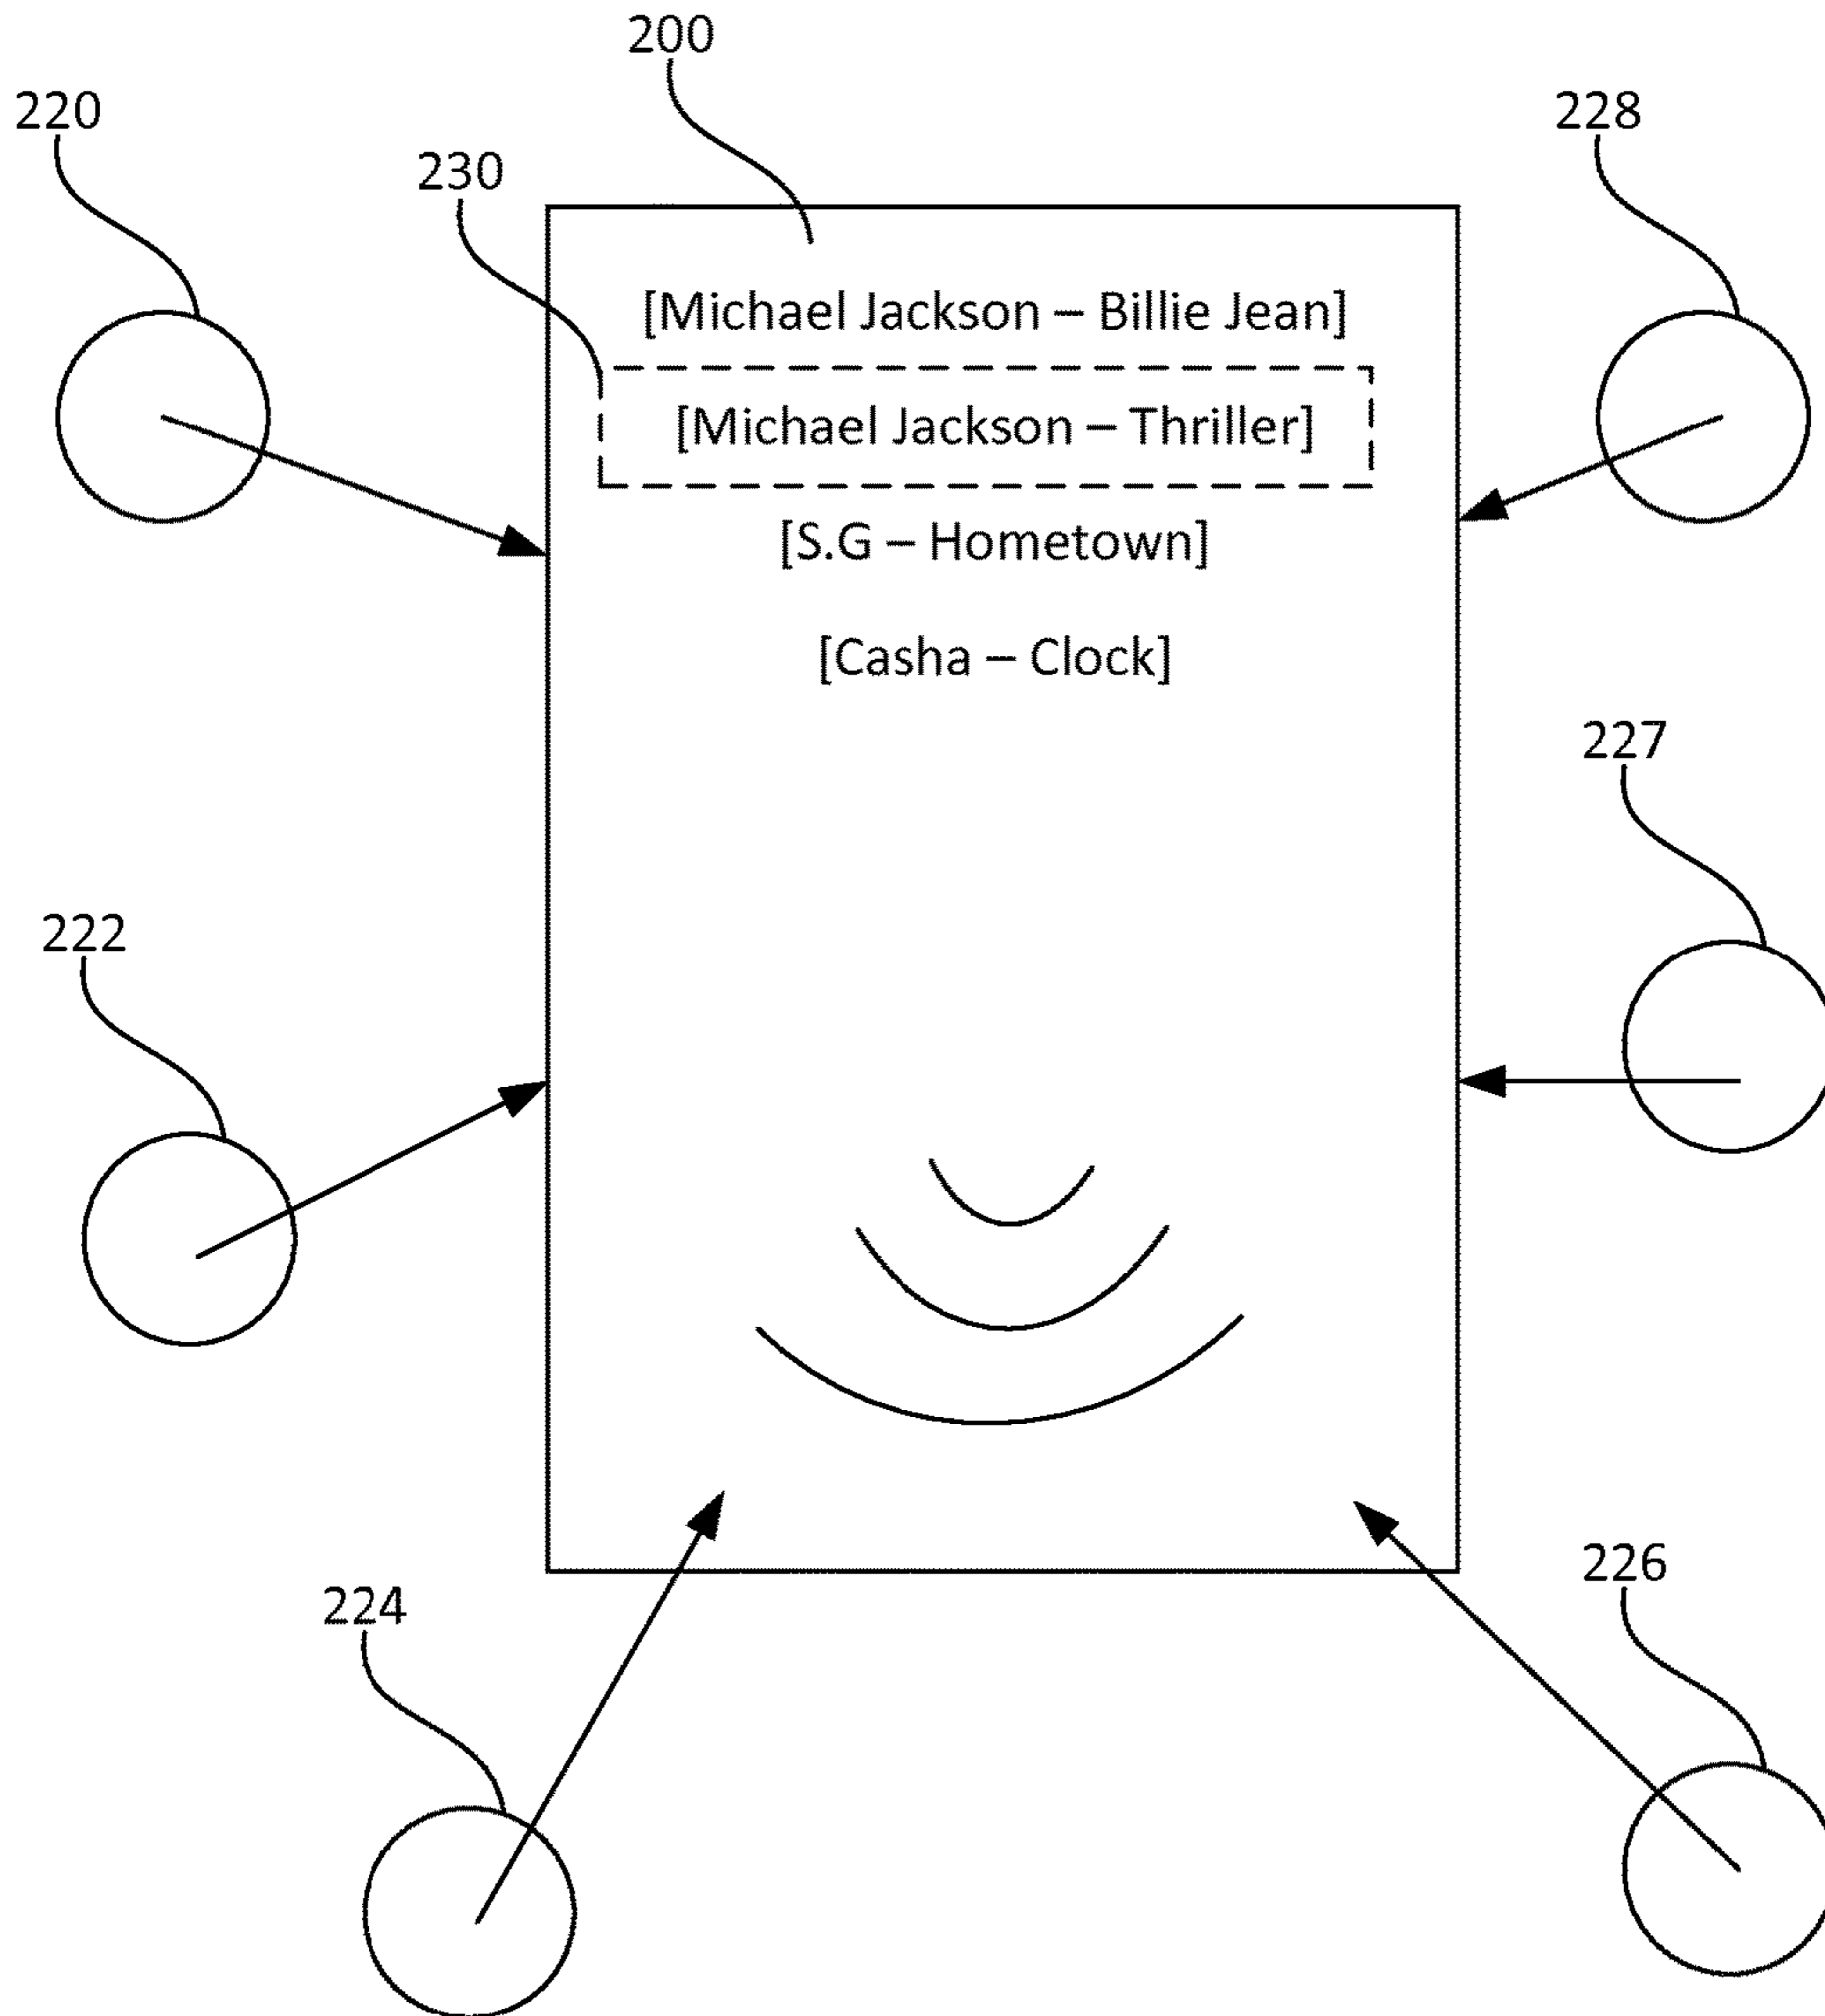 200
220
228
230
[Michael Jackson – Billie Jean]
[Michael Jackson – Thriller]
[S.G – Hometown]
[Casha – Clock]
227
222
226
224